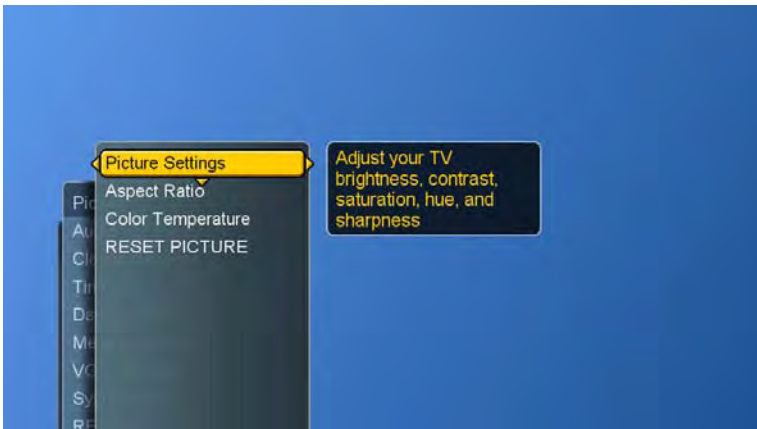 Picture Settings
Aspect Ratio
Color Temperature
RESET PICTURE
Adjust your TV
brightness, contrast,
saturation, hue, and
sharpness